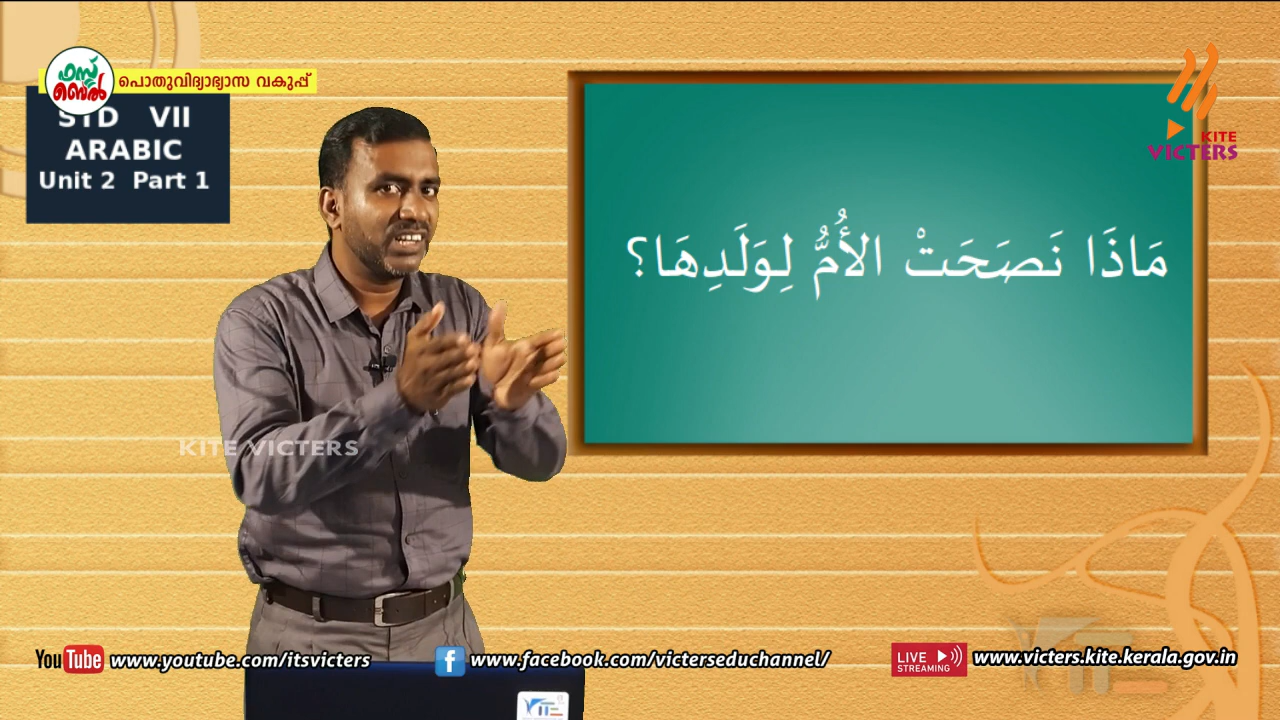 ഫസ്റ്റ്
ബെൽ
പൊതുവിദ്യാഭ്യാസ വകുപ്പ്
STD VII
ARABIC
Unit 2 Part 1
KITE
VICTERS
مَاذَا نَصَحَتْ الأُمُّ لِوَلَدِهَا؟
KITE VICTERS
YouTube www.youtube.com/itsvicters
f www.facebook.com/victerseduchannel/
LIVE
STREAMING
www.victers.kite.kerala.gov.in
KITE